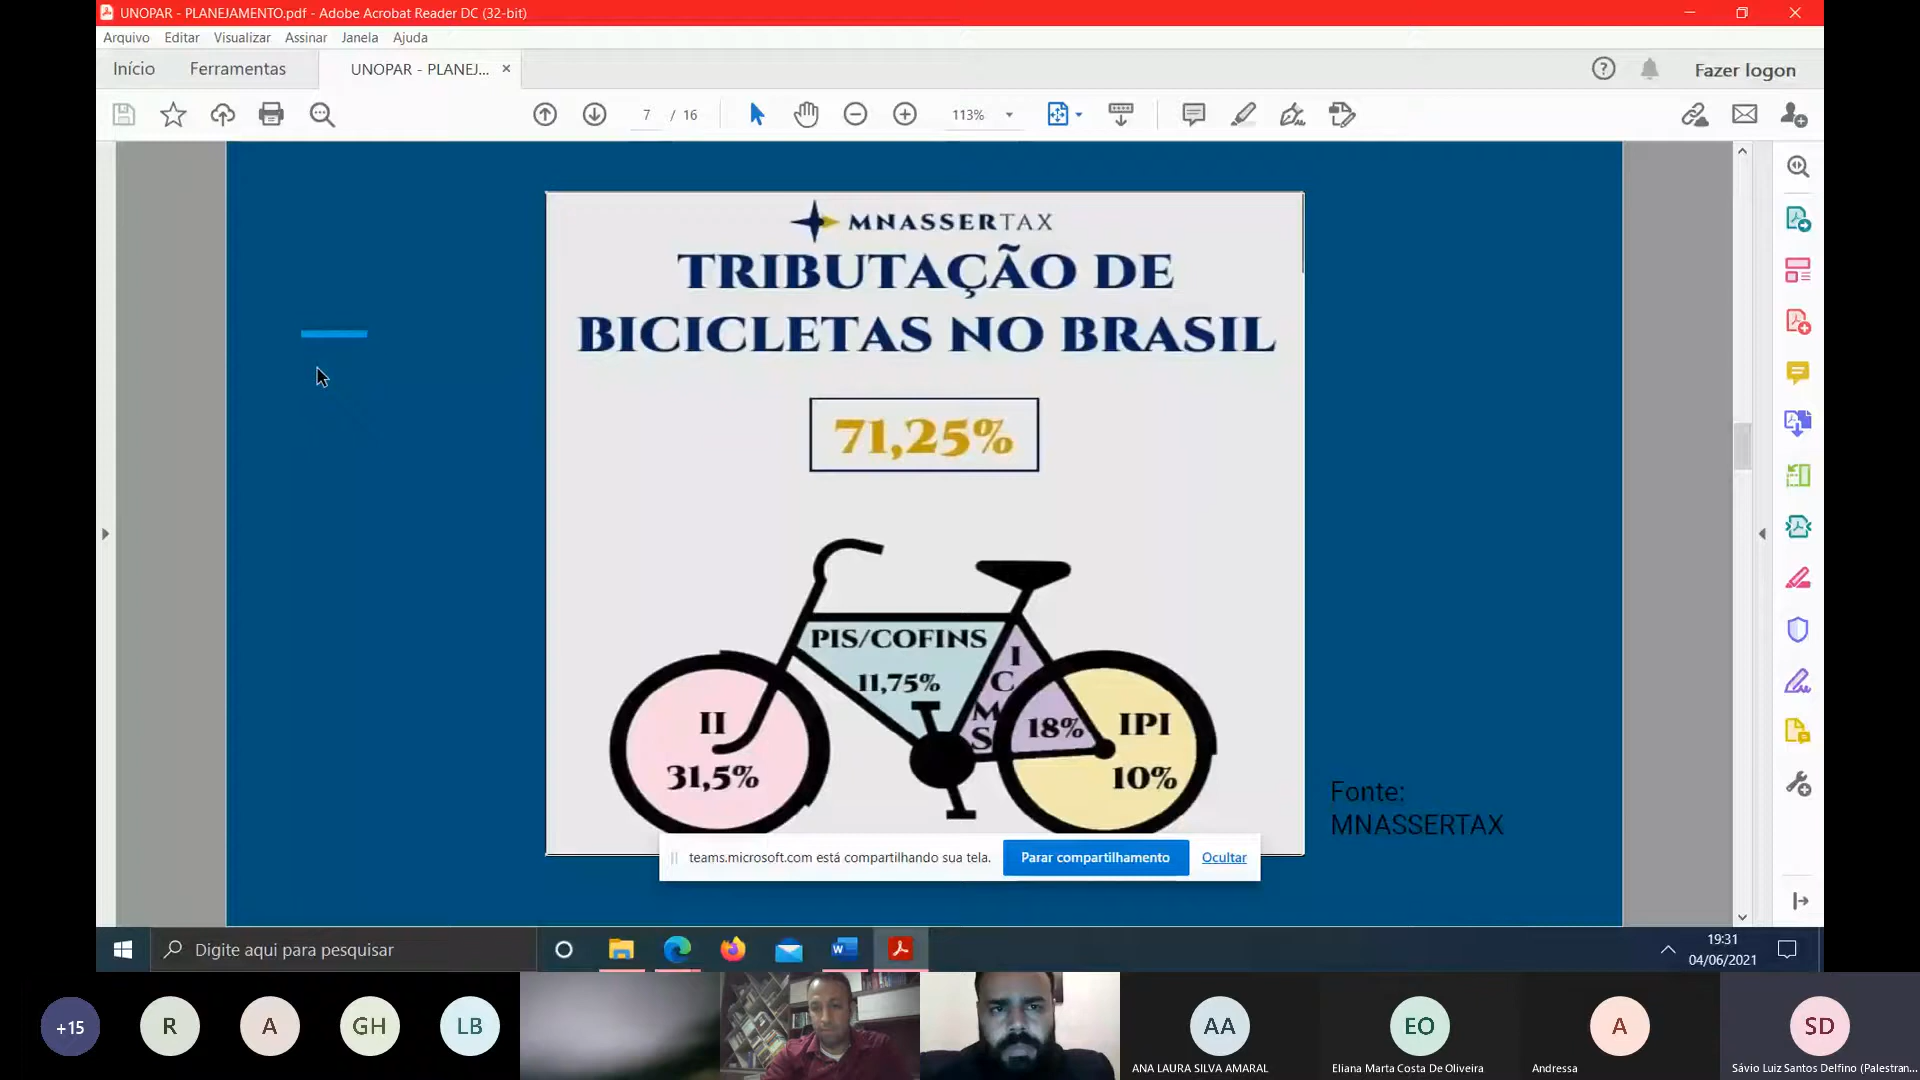 UNOPAR - PLANEJAMENTO.pdf - Adobe Acrobat Reader DC (32-bit)
Arquivo Editar Visualizar Assinar Janela Ajuda
Início Ferramentas UNOPAR - PLANEJ... × Fazer logon
7 / 16 113%
MNASSERTAX
TRIBUTAÇÃO DE
BICICLETAS NO BRASIL
71,25%
PIS/COFINS
11,75%
ICMS
18%
II
31,5%
IPI
10%
Fonte:
MNASSERTAX
teams.microsoft.com está compartilhando sua tela. Parar compartilhamento Ocultar
Digite aqui para pesquisar
19:31
04/06/2021
+15 R A GH LB AA EO A SD
ANA LAURA SILVA AMARAL Eliana Marta Costa De Oliveira Andressa Sávio Luiz Santos Delfino (Palestran...